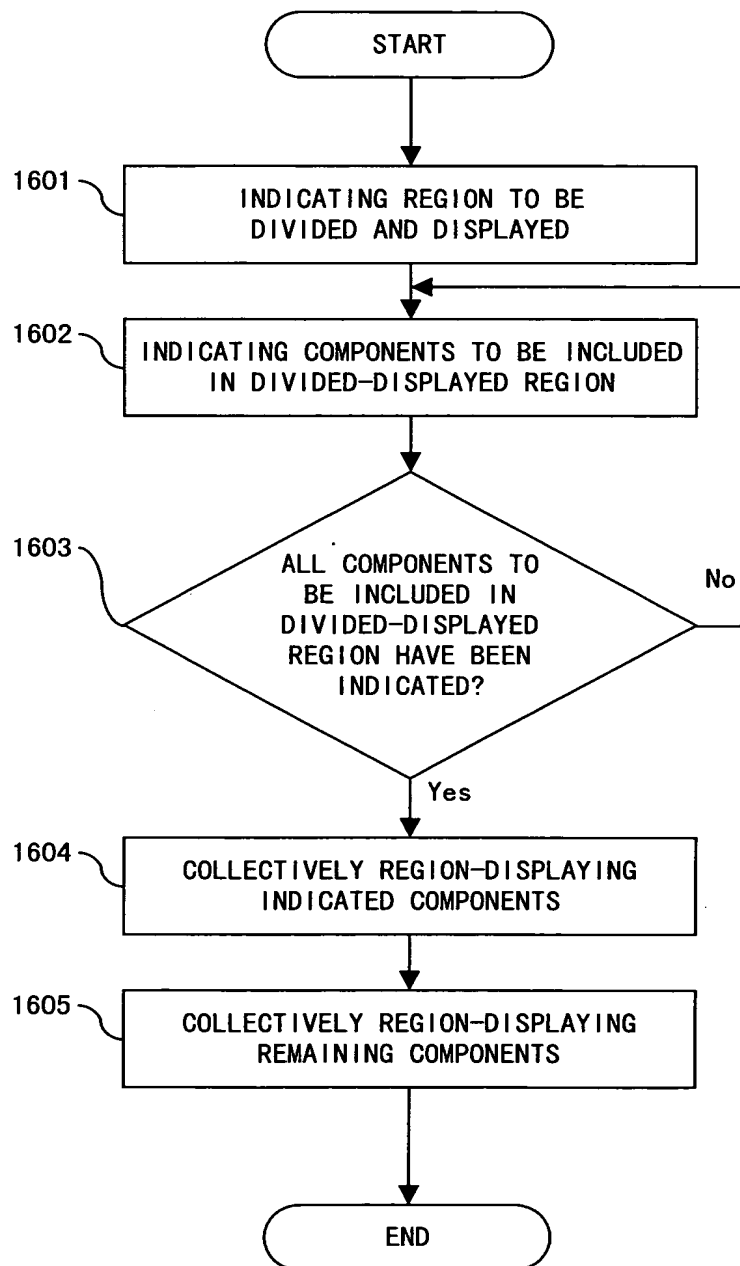 START
1601
INDICATING REGION TO BE
DIVIDED AND DISPLAYED
1602
INDICATING COMPONENTS TO BE INCLUDED
IN DIVIDED-DISPLAYED REGION
1603
ALL COMPONENTS TO
BE INCLUDED IN
DIVIDED-DISPLAYED
REGION HAVE BEEN
INDICATED?
No
Yes
1604
COLLECTIVELY REGION-DISPLAYING
INDICATED COMPONENTS
1605
COLLECTIVELY REGION-DISPLAYING
REMAINING COMPONENTS
END